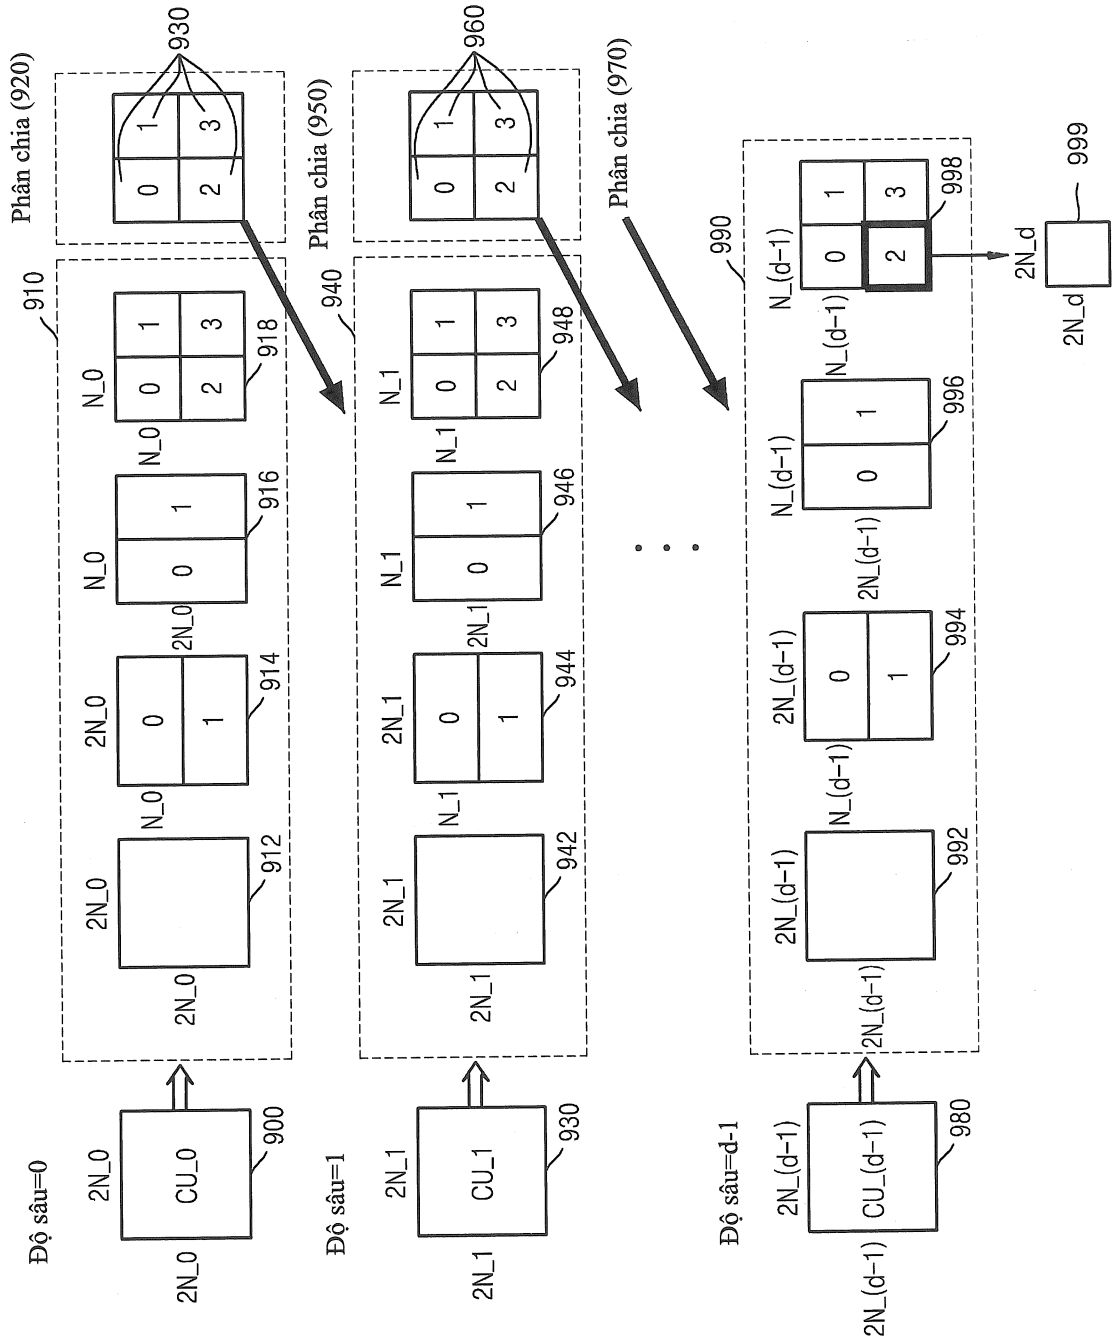 Độ sâu=0
2N_0
2N_0
CU_0
900
910
2N_0
2N_0
912
2N_0
N_0
0
1
914
N_0
2N_0
0
1
916
N_0
N_0
0
1
2
3
918
Phân chia (920)
0
1
2
3
930
Độ sâu=1
2N_1
2N_1
CU_1
930
940
2N_1
2N_1
942
2N_1
N_1
0
1
944
N_1
2N_1
0
1
946
N_1
N_1
0
1
2
3
948
Phân chia (950)
0
1
2
3
960
Phân chia (970)
Độ sâu=d-1
2N_(d-1)
2N_(d-1)
CU_(d-1)
980
990
2N_(d-1)
2N_(d-1)
992
2N_(d-1)
N_(d-1)
0
1
994
N_(d-1)
2N_(d-1)
0
1
996
N_(d-1)
N_(d-1)
0
1
2
3
998
2N_d
2N_d
999